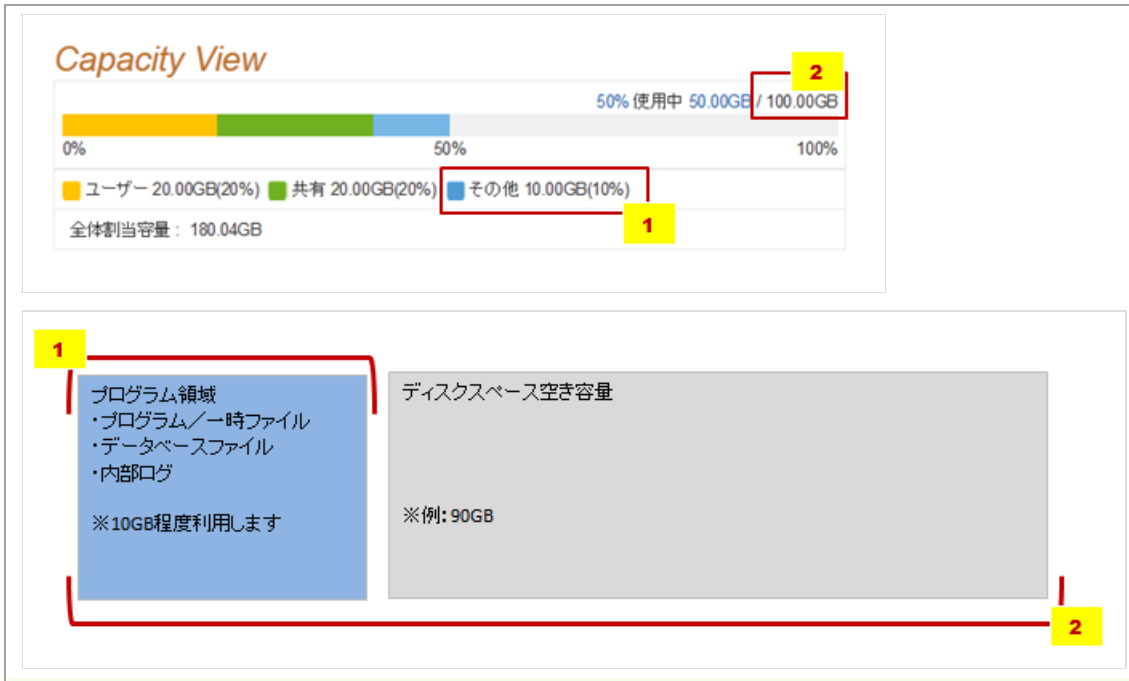 Capacity View
2
50% 使用中 50.00GB / 100.00GB
0% 50% 100%
ユーザー 20.00GB(20%) 共有 20.00GB(20%) その他 10.00GB(10%)
1
全体割当容量 : 180.04GB
1
プログラム領域
・プログラム／一時ファイル
・データベースファイル
・内部ログ
※10GB程度利用します
ディスクスペース空き容量
※例: 90GB
2